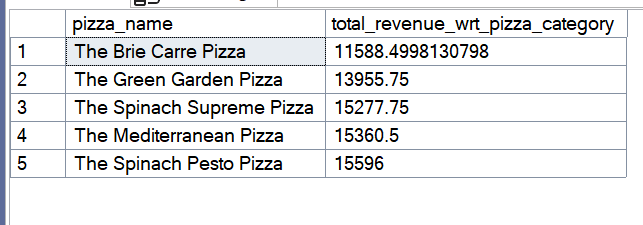 pizza_name total_revenue_wrt_pizza_category
1 The Brie Carre Pizza 11588.4998130798
2 The Green Garden Pizza 13955.75
3 The Spinach Supreme Pizza 15277.75
4 The Mediterranean Pizza 15360.5
5 The Spinach Pesto Pizza 15596